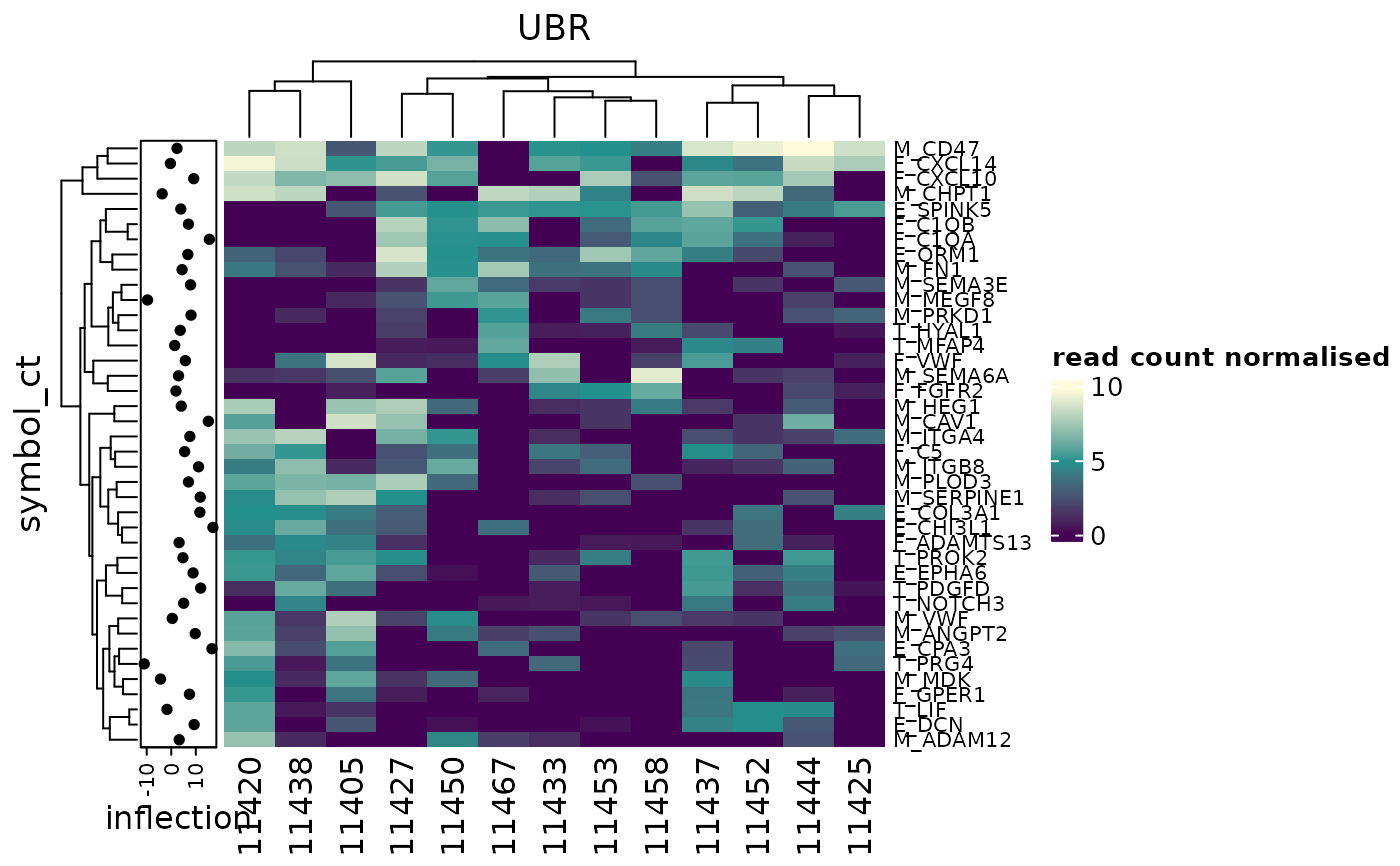 UBR
symbol_ct
M_CD47
F_CXCL14
F_CXCL10
M_CHPT1
E_SPINK5
F_C1QB
F_C1QA
E_ORM1
M_FN1
M_SEMA3E
M_MEGF8
M_PRKD1
T_HYAL1
T_MFAP4
F_VWF
M_SEMA6A
F_FGFR2
M_HEG1
M_CAV1
M_ITGA4
F_C5
M_ITGB8
M_PLOD3
M_SERPINE1
E_COL3A1
E_CHI3L1
F_ADAMTS13
T_PROK2
E_EPHA6
T_PDGFD
T_NOTCH3
M_VWF
M_ANGPT2
E_CPA3
T_PRG4
M_MDK
F_GPER1
T_LIF
E_DCN
M_ADAM12
read count normalised
10
5
0
-10 0 10
inflection
11420 11438 11405 11427 11450 11467 11433 11453 11458 11437 11452 11444 11425